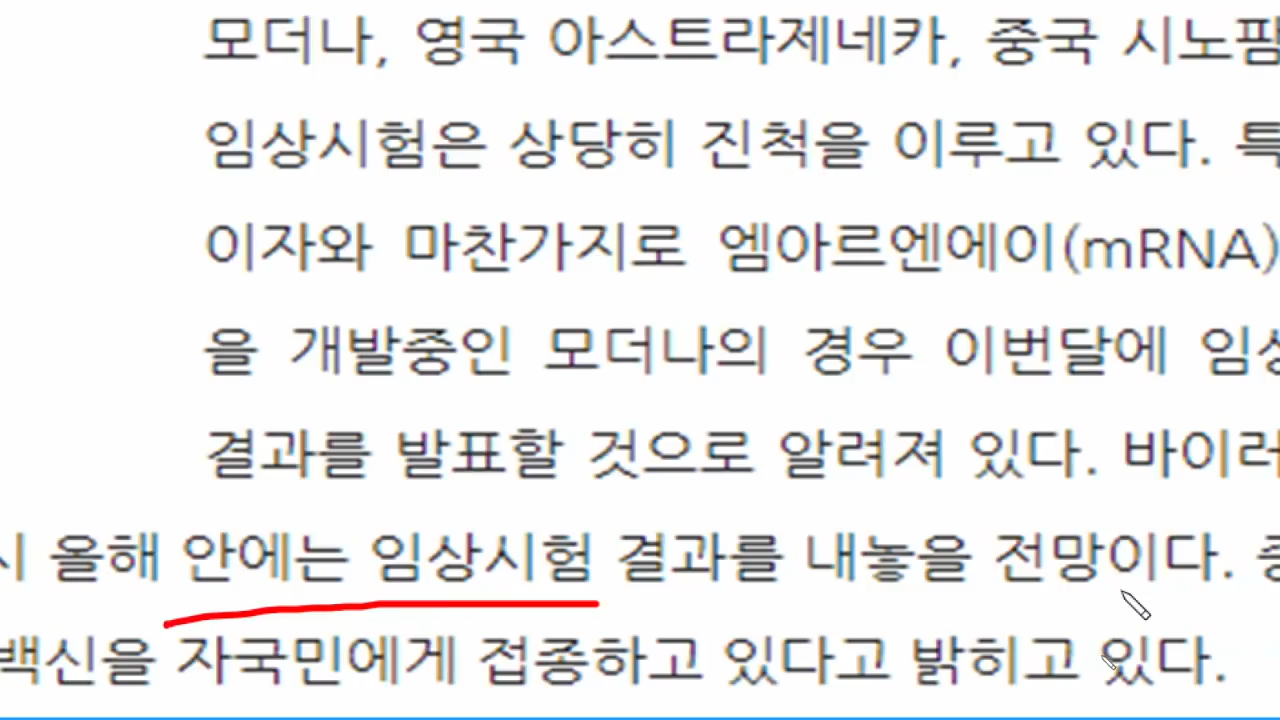 모더나, 영국 아스트라제네카, 중국 시노팜
임상시험은 상당히 진척을 이루고 있다. 특
이자와 마찬가지로 엠아르엔에이(mRNA)
을 개발중인 모더나의 경우 이번달에 임상
결과를 발표할 것으로 알려져 있다. 바이러
시 올해 안에는 임상시험 결과를 내놓을 전망이다.
백신을 자국민에게 접종하고 있다고 밝히고 있다.